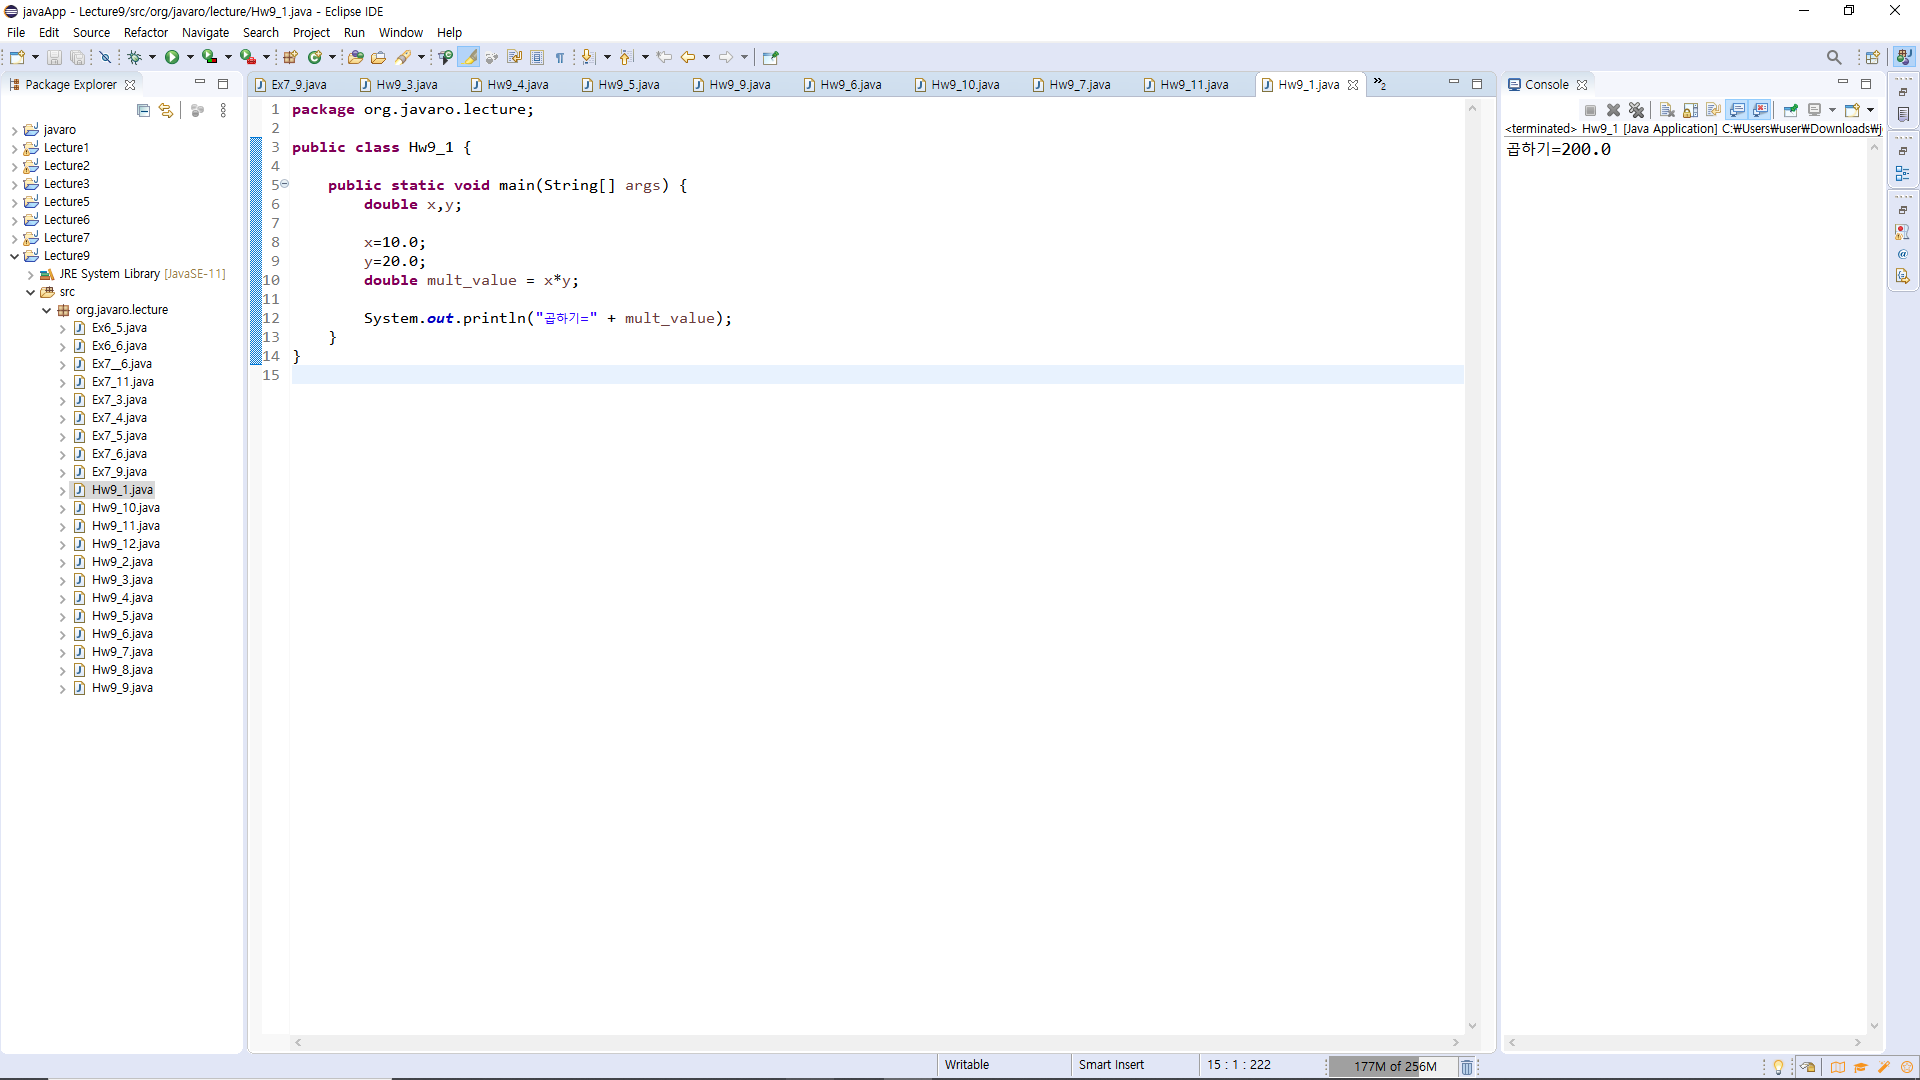 javaApp - Lecture9/src/org/javaro/lecture/Hw9_1.java - Eclipse IDE
File Edit Source Refactor Navigate Search Project Run Window Help
Package Explorer
javaro
Lecture1
Lecture2
Lecture3
Lecture5
Lecture6
Lecture7
Lecture9
JRE System Library [JavaSE-11]
src
org.javaro.lecture
Ex6_5.java
Ex6_6.java
Ex7__6.java
Ex7_11.java
Ex7_3.java
Ex7_4.java
Ex7_5.java
Ex7_6.java
Ex7_9.java
Hw9_1.java
Hw9_10.java
Hw9_11.java
Hw9_12.java
Hw9_2.java
Hw9_3.java
Hw9_4.java
Hw9_5.java
Hw9_6.java
Hw9_7.java
Hw9_8.java
Hw9_9.java
Ex7_9.java Hw9_3.java Hw9_4.java Hw9_5.java Hw9_9.java Hw9_6.java Hw9_10.java Hw9_7.java Hw9_11.java Hw9_1.java »2
1 package org.javaro.lecture;
2
3 public class Hw9_1 {
4
5 public static void main(String[] args) {
6 double x,y;
7
8 x=10.0;
9 y=20.0;
10 double mult_value = x*y;
11
12 System.out.println("곱하기=" + mult_value);
13 }
14 }
15
Console
<terminated> Hw9_1 [Java Application] C:₩Users₩user₩Downloads₩j
곱하기=200.0
Writable Smart Insert 15 : 1 : 222 177M of 256M